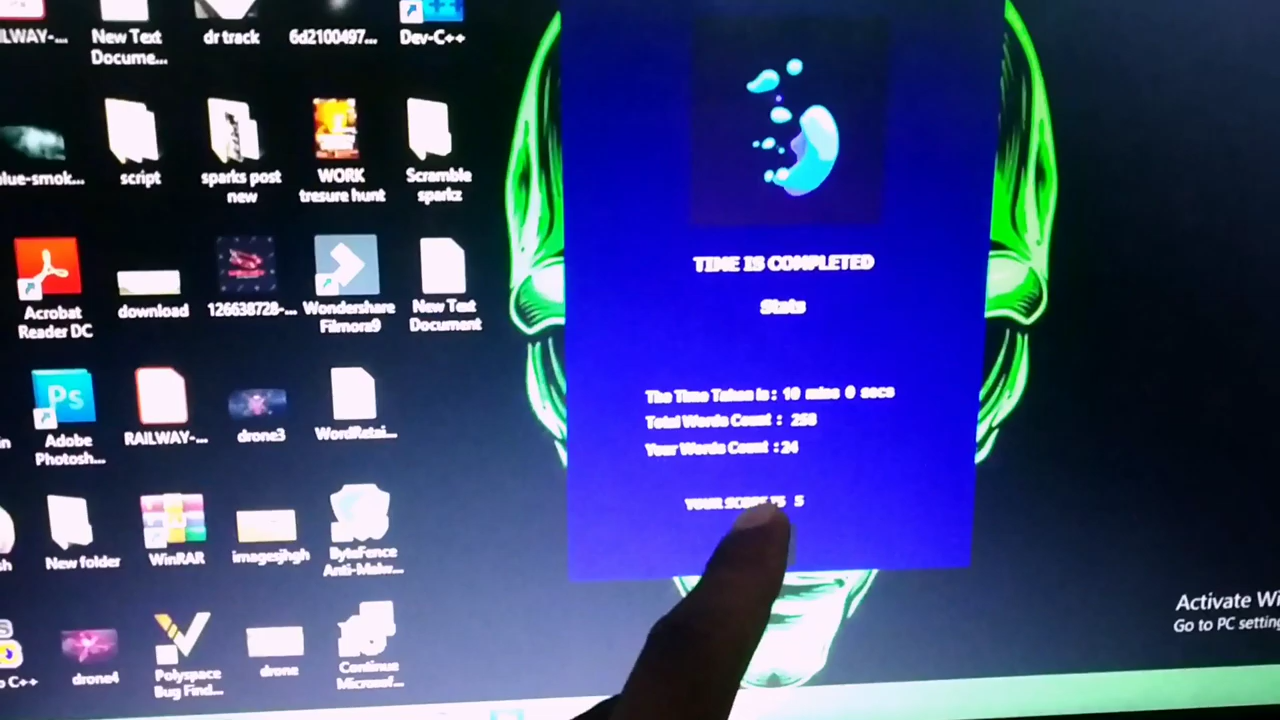 LWAY-...
New Text
Docume...
dr track
6d2100497...
Dev-C++
lue-smok...
script
sparks post
new
WORK
tresure hunt
Scramble
sparkz
Acrobat
Reader DC
download
126638728-...
Wondershare
Filmora9
New Text
Document
Ps
Adobe
Photosh...
RAILWAY-...
drone3
WordRetai...
New folder
WinRAR
imagesjhgh
ByteFence
Anti-Malw...
C++
drone4
Polyspace
Bug Find...
drone
Continue
Microsof...
TIME IS COMPLETED
Stats
The Time Taken is : 10 mins 0 secs
Total Words Count : 258
Your Words Count : 24
YOUR SCORE IS 5
Activate Wi
Go to PC setting